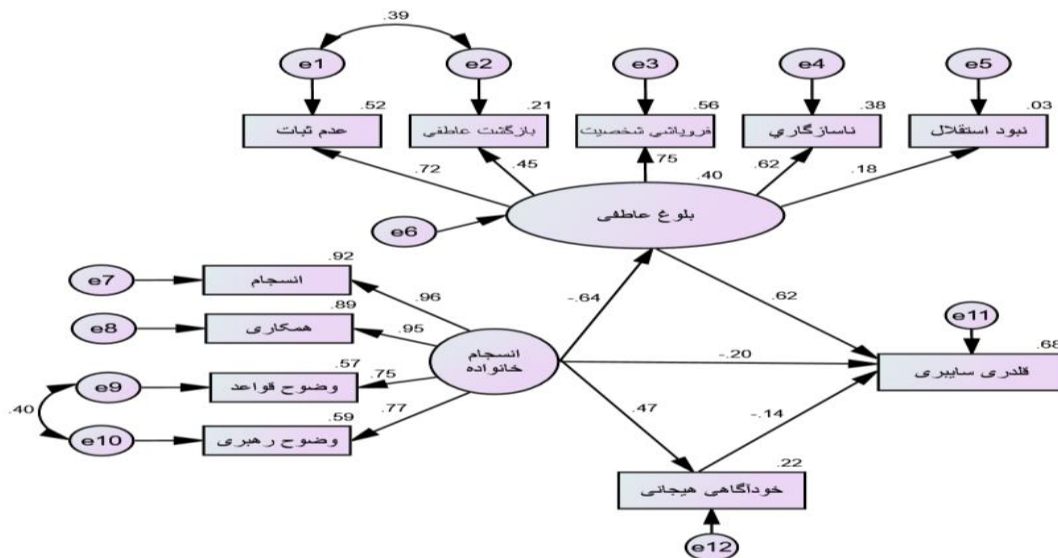 .39
e1 e2 e3 e4 e5
.52 .21 .56 .38 .03
عدم ثبات
بازگشت عاطفی
فروپاشی شخصیت
ناسازگاري
نبود استقلال
.72 .45 .75 .62 .18
.40
بلوغ عاطفی
e6
.92
e7
انسجام
.96
-.64
.62
.89
e8
همکاری
.95
e11
انسجام
خانواده
-.20
.68
قلدری سایبری
.57
e9
وضوح قواعد
.75
.40
.59
.77
.47
-.14
e10
وضوح رهبری
.22
خودآگاهی هیجانی
e12